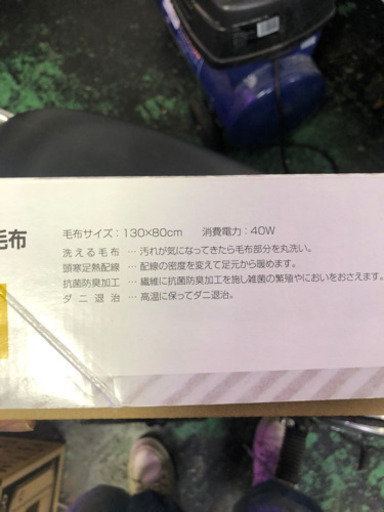 毛布
毛布サイズ：130×80cm 消費電力：40W
洗える毛布 … 汚れが気になってきたら毛布部分を丸洗い。
頭寒足熱配線 … 配線の密度を変えて足元から暖めます。
抗菌防臭加工 … 繊維に抗菌防臭加工を施し雑菌の繁殖やにおいをおさえます。
ダニ退治 … 高温に保ってダニ退治。